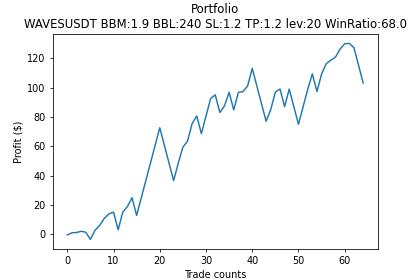 Portfolio
WAVESUSDT BBM:1.9 BBL:240 SL:1.2 TP:1.2 lev:20 WinRatio:68.0
120
100
80
60
40
20
0
Profit ($)
0 10 20 30 40 50 60
Trade counts